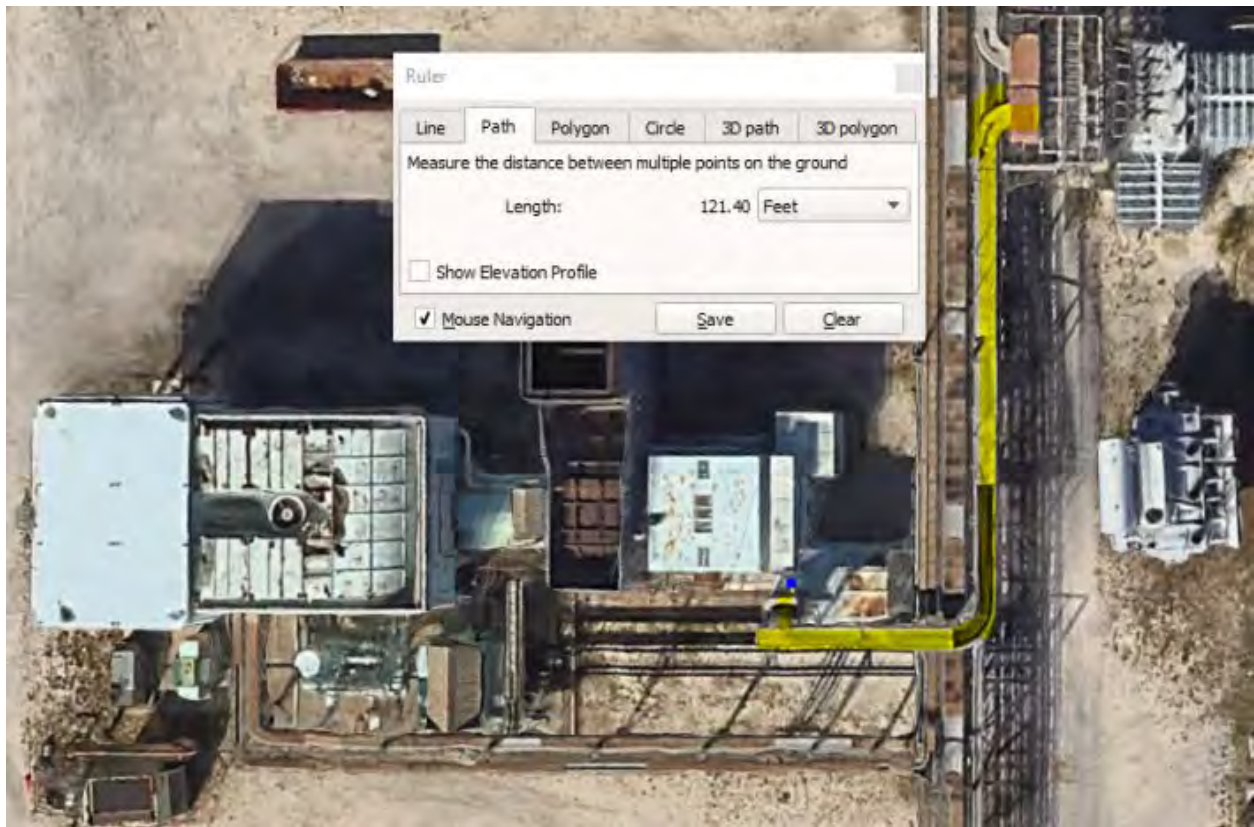 Ruler
Line Path Polygon Circle 3D path 3D polygon
Measure the distance between multiple points on the ground
Length: 121.40 Feet
Show Elevation Profile
Mouse Navigation Save Clear